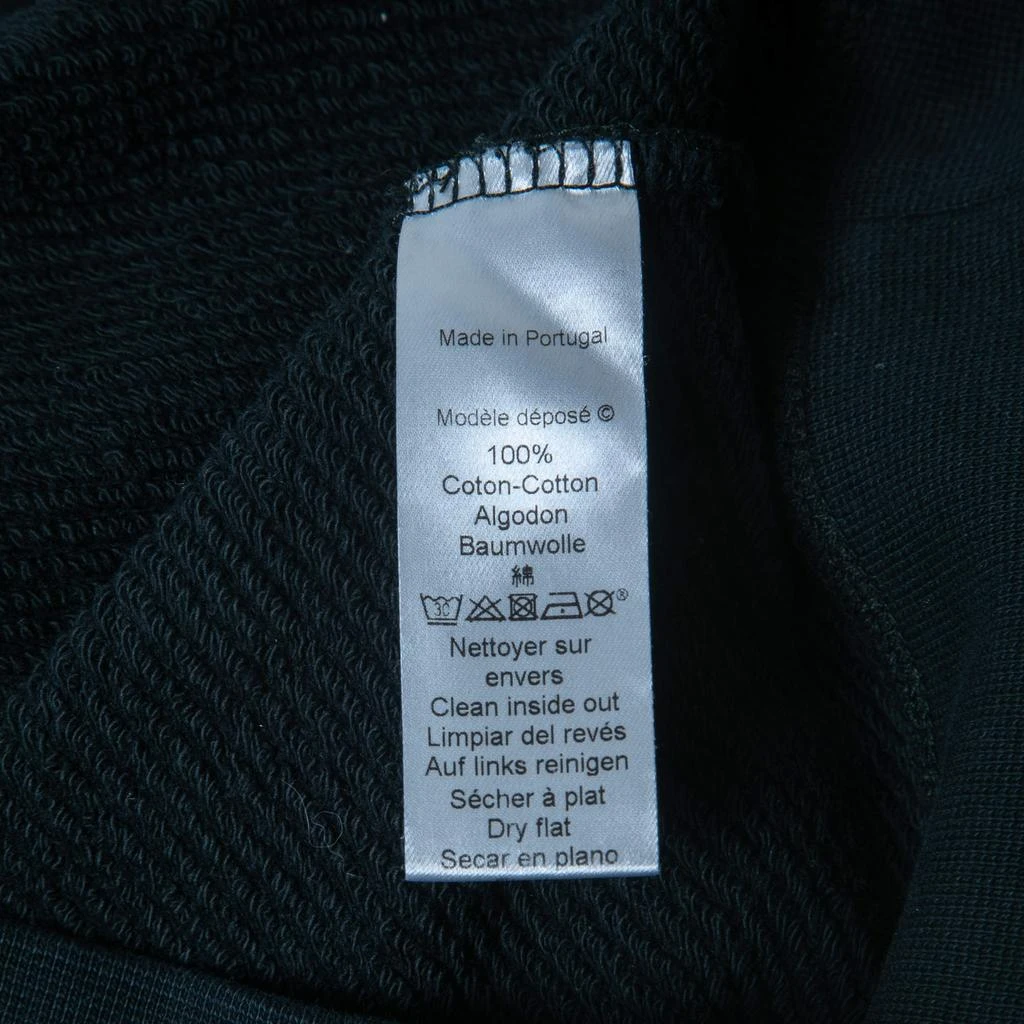 Made in Portugal
Modèle déposé ©
100%
Coton-Cotton
Algodon
Baumwolle
綿
30 ®
Nettoyer sur
envers
Clean inside out
Limpiar del revés
Auf links reinigen
Sécher à plat
Dry flat
Secar en plano